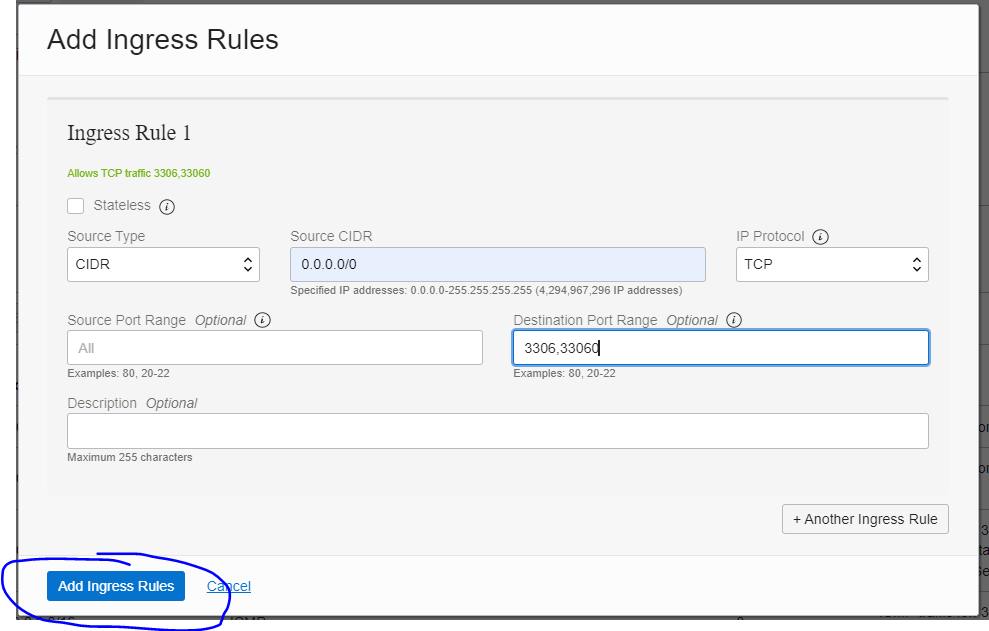 Add Ingress Rules
Ingress Rule 1
Allows TCP traffic 3306,33060
Stateless
Source Type
Source CIDR
IP Protocol
CIDR
0.0.0.0/0
TCP
Specified IP addresses: 0.0.0.0-255.255.255.255 (4,294,967,296 IP addresses)
Source Port Range Optional
Destination Port Range Optional
All
3306,33060
Examples: 80, 20-22
Examples: 80, 20-22
Description Optional
Maximum 255 characters
+ Another Ingress Rule
Add Ingress Rules
Cancel